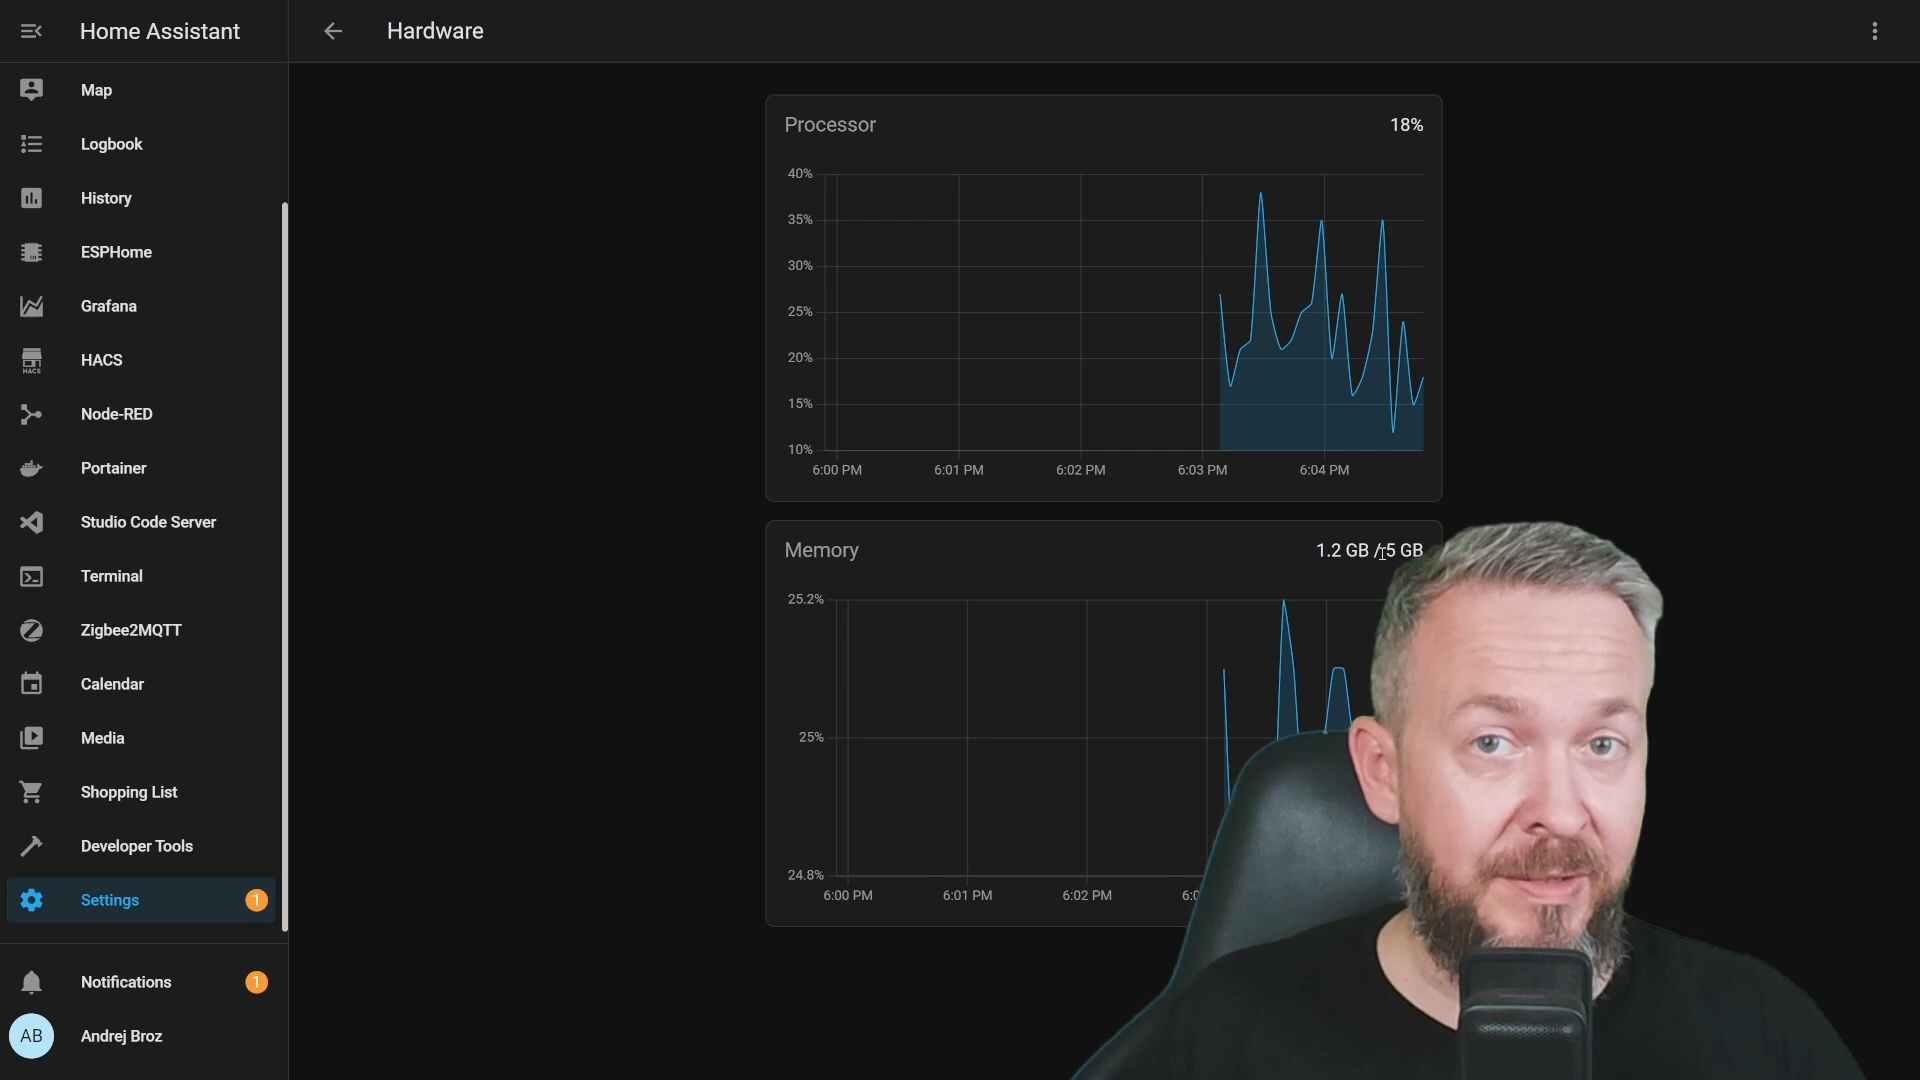 Home Assistant
Hardware
Map
Logbook
History
ESPHome
Grafana
HACS
HACS
Node-RED
Portainer
Studio Code Server
Terminal
Zigbee2MQTT
Calendar
Media
Shopping List
Developer Tools
Settings 1
Notifications 1
AB Andrej Broz
Processor 18%
40%
35%
30%
25%
20%
15%
10%
6:00 PM 6:01 PM 6:02 PM 6:03 PM 6:04 PM
Memory 1.2 GB / 5 GB
25.2%
25%
24.8%
6:00 PM 6:01 PM 6:02 PM